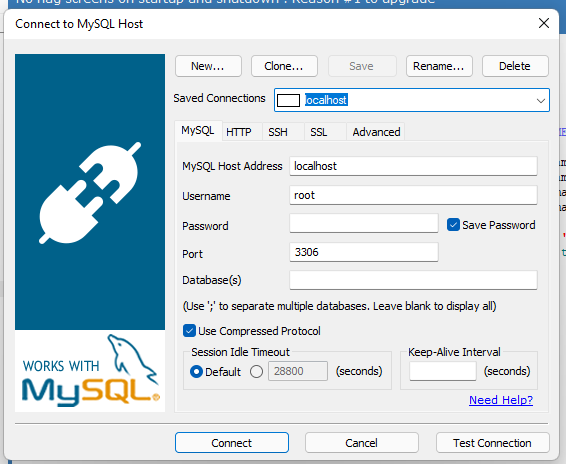 No nag screens on startup and shutdown . Reason #1 to upgrade
Connect to MySQL Host
New...
Clone...
Save
Rename...
Delete
Saved Connections
localhost
MySQL
HTTP
SSH
SSL
Advanced
MySQL Host Address
localhost
Username
root
Password
Save Password
Port
3306
Database(s)
(Use ';' to separate multiple databases. Leave blank to display all)
Use Compressed Protocol
Session Idle Timeout
Default
28800
(seconds)
Keep-Alive Interval
(seconds)
Need Help?
WORKS WITH
MySQL®
Connect
Cancel
Test Connection